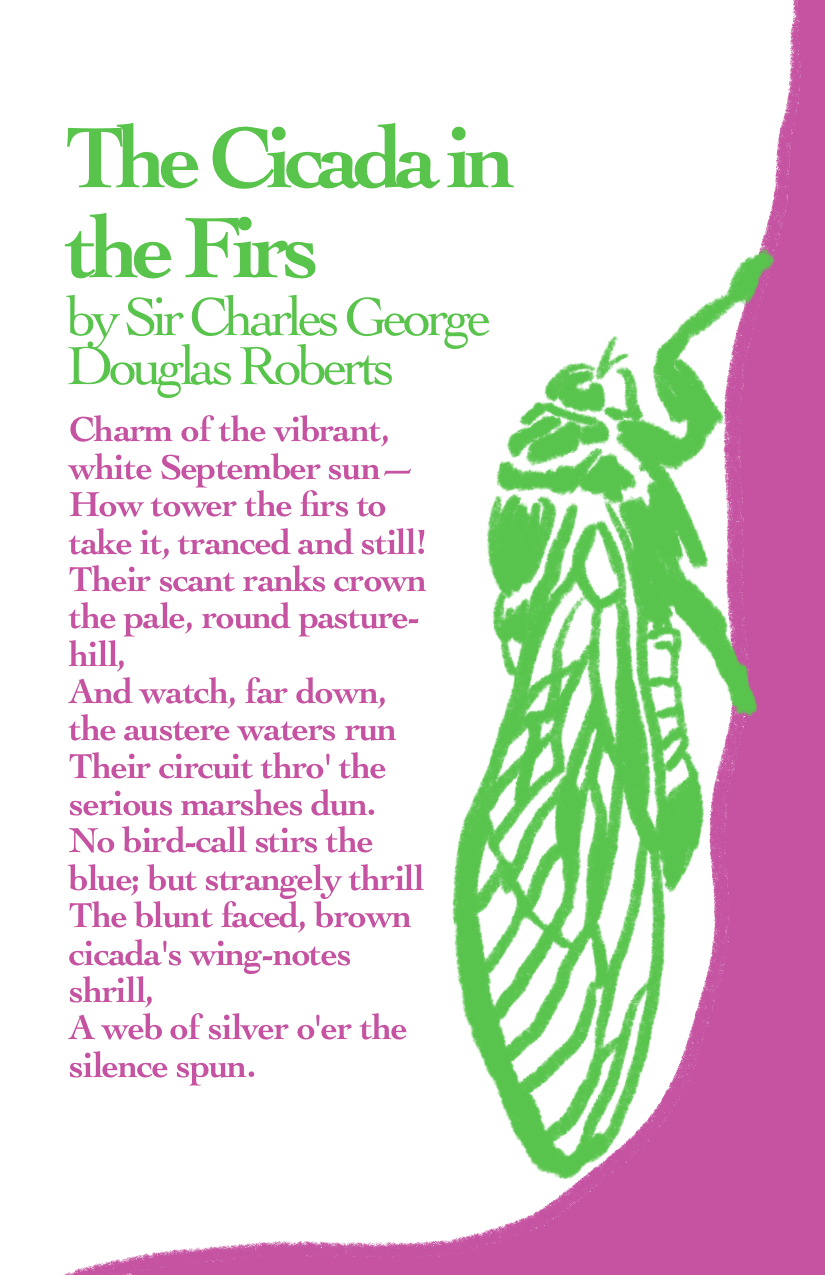 The Cicada in
the Firs
by Sir Charles George
Douglas Roberts
Charm of the vibrant,
white September sun—
How tower the firs to
take it, tranced and still!
Their scant ranks crown
the pale, round pasture-
hill,
And watch, far down,
the austere waters run
Their circuit thro' the
serious marshes dun.
No bird-call stirs the
blue; but strangely thrill
The blunt faced, brown
cicada's wing-notes
shrill,
A web of silver o'er the
silence spun.